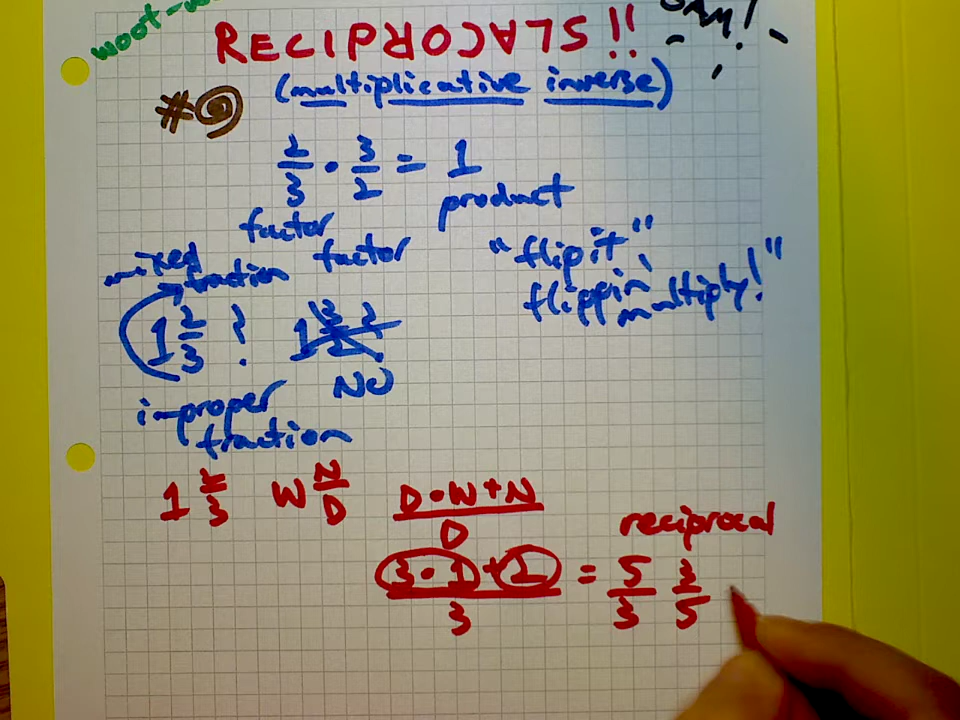 woot-
RECIPROCALS!!
(multiplicative inverse)
#9
2/3 · 3/2 = 1
factor
factor
product
"flip it"
flippin' multiply!"
mixed
fraction
1 2/3 ?
NO
improper
fraction
1 2/3   W N/D   D·W+N/D
reciprocal
(3·1)+(2)/3 = 5/3 3/5